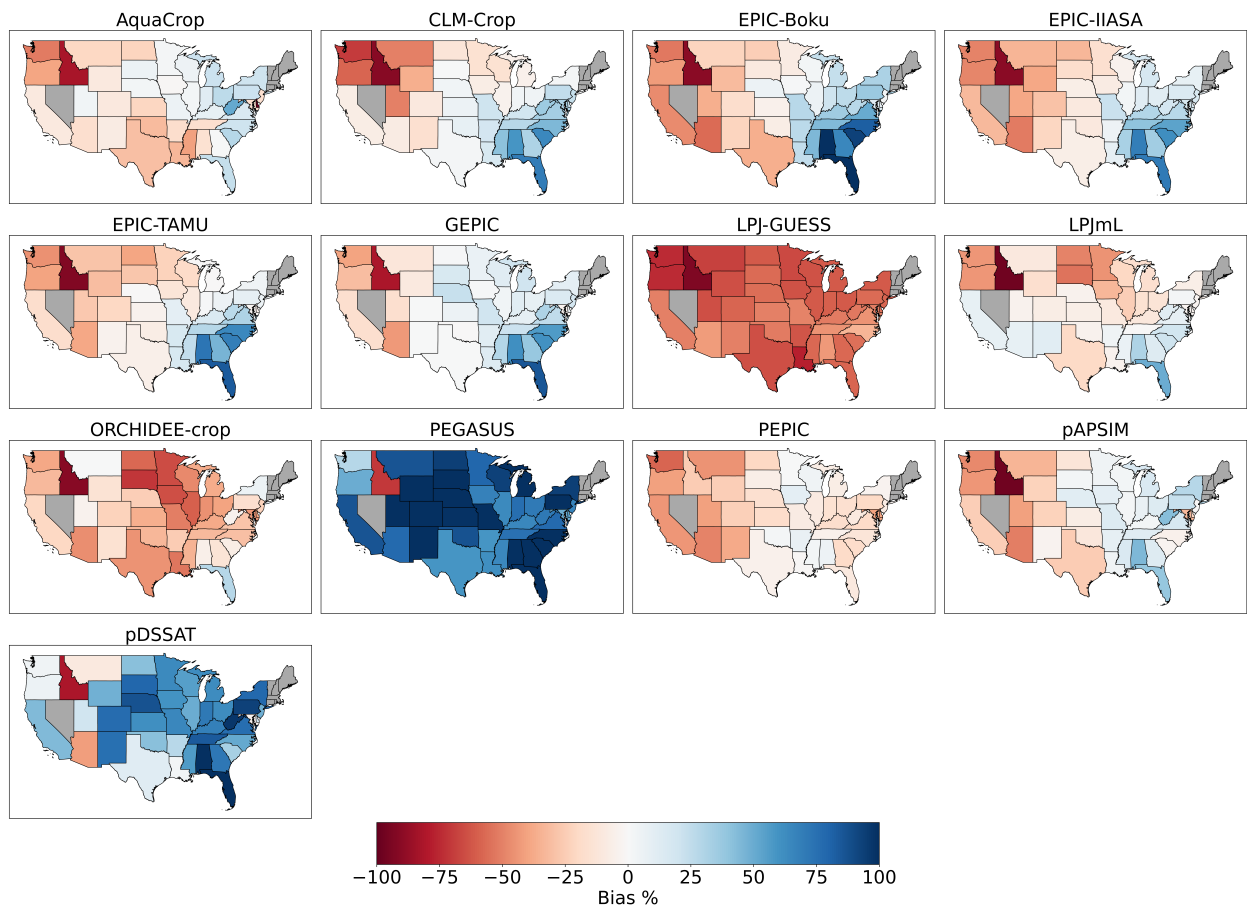 AquaCrop CLM-Crop EPIC-Boku EPIC-IIASA
EPIC-TAMU GEPIC LPJ-GUESS LPJmL
ORCHIDEE-crop PEGASUS PEPIC pAPSIM
pDSSAT
−100 −75 −50 −25 0 25 50 75 100
Bias %